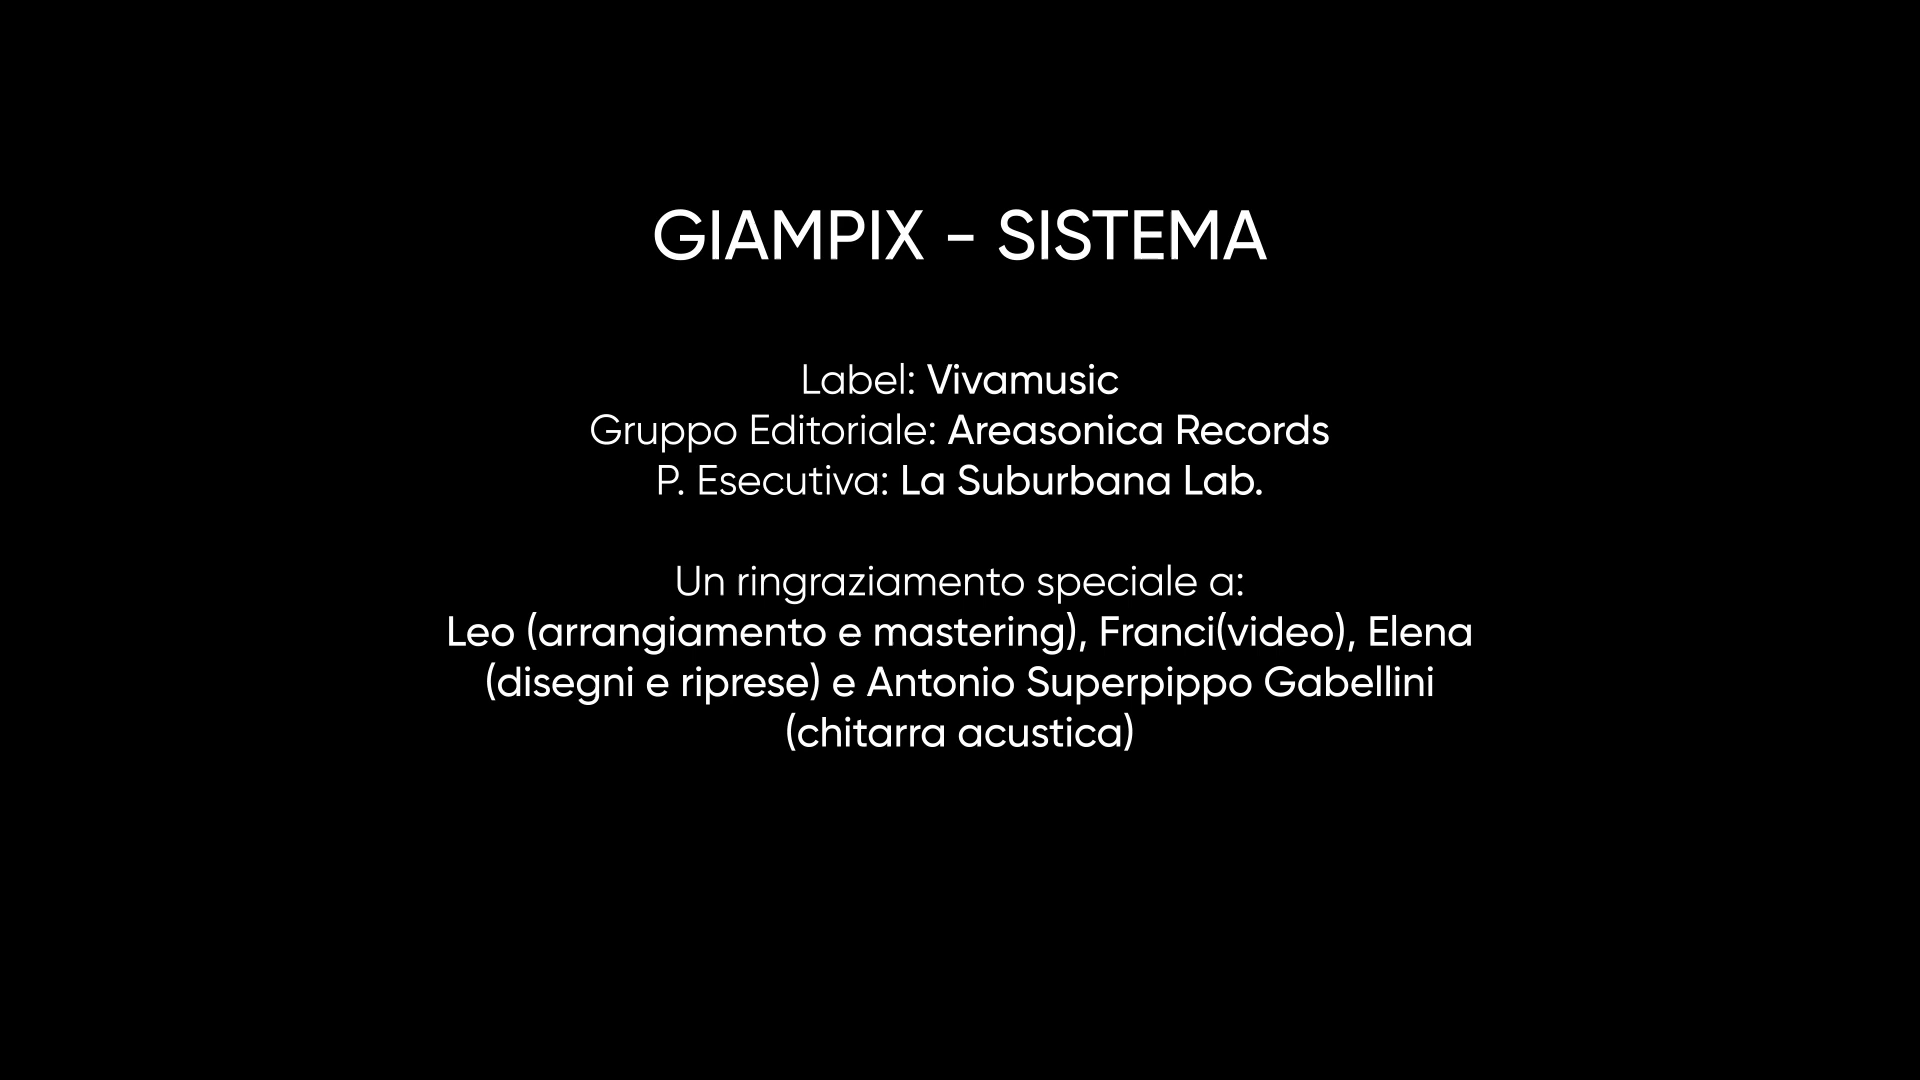 GIAMPIX - SISTEMA
Label: Vivamusic
Gruppo Editoriale: Areasonica Records
P. Esecutiva: La Suburbana Lab.
Un ringraziamento speciale a:
Leo (arrangiamento e mastering), Franci(video), Elena
(disegni e riprese) e Antonio Superpippo Gabellini
(chitarra acustica)